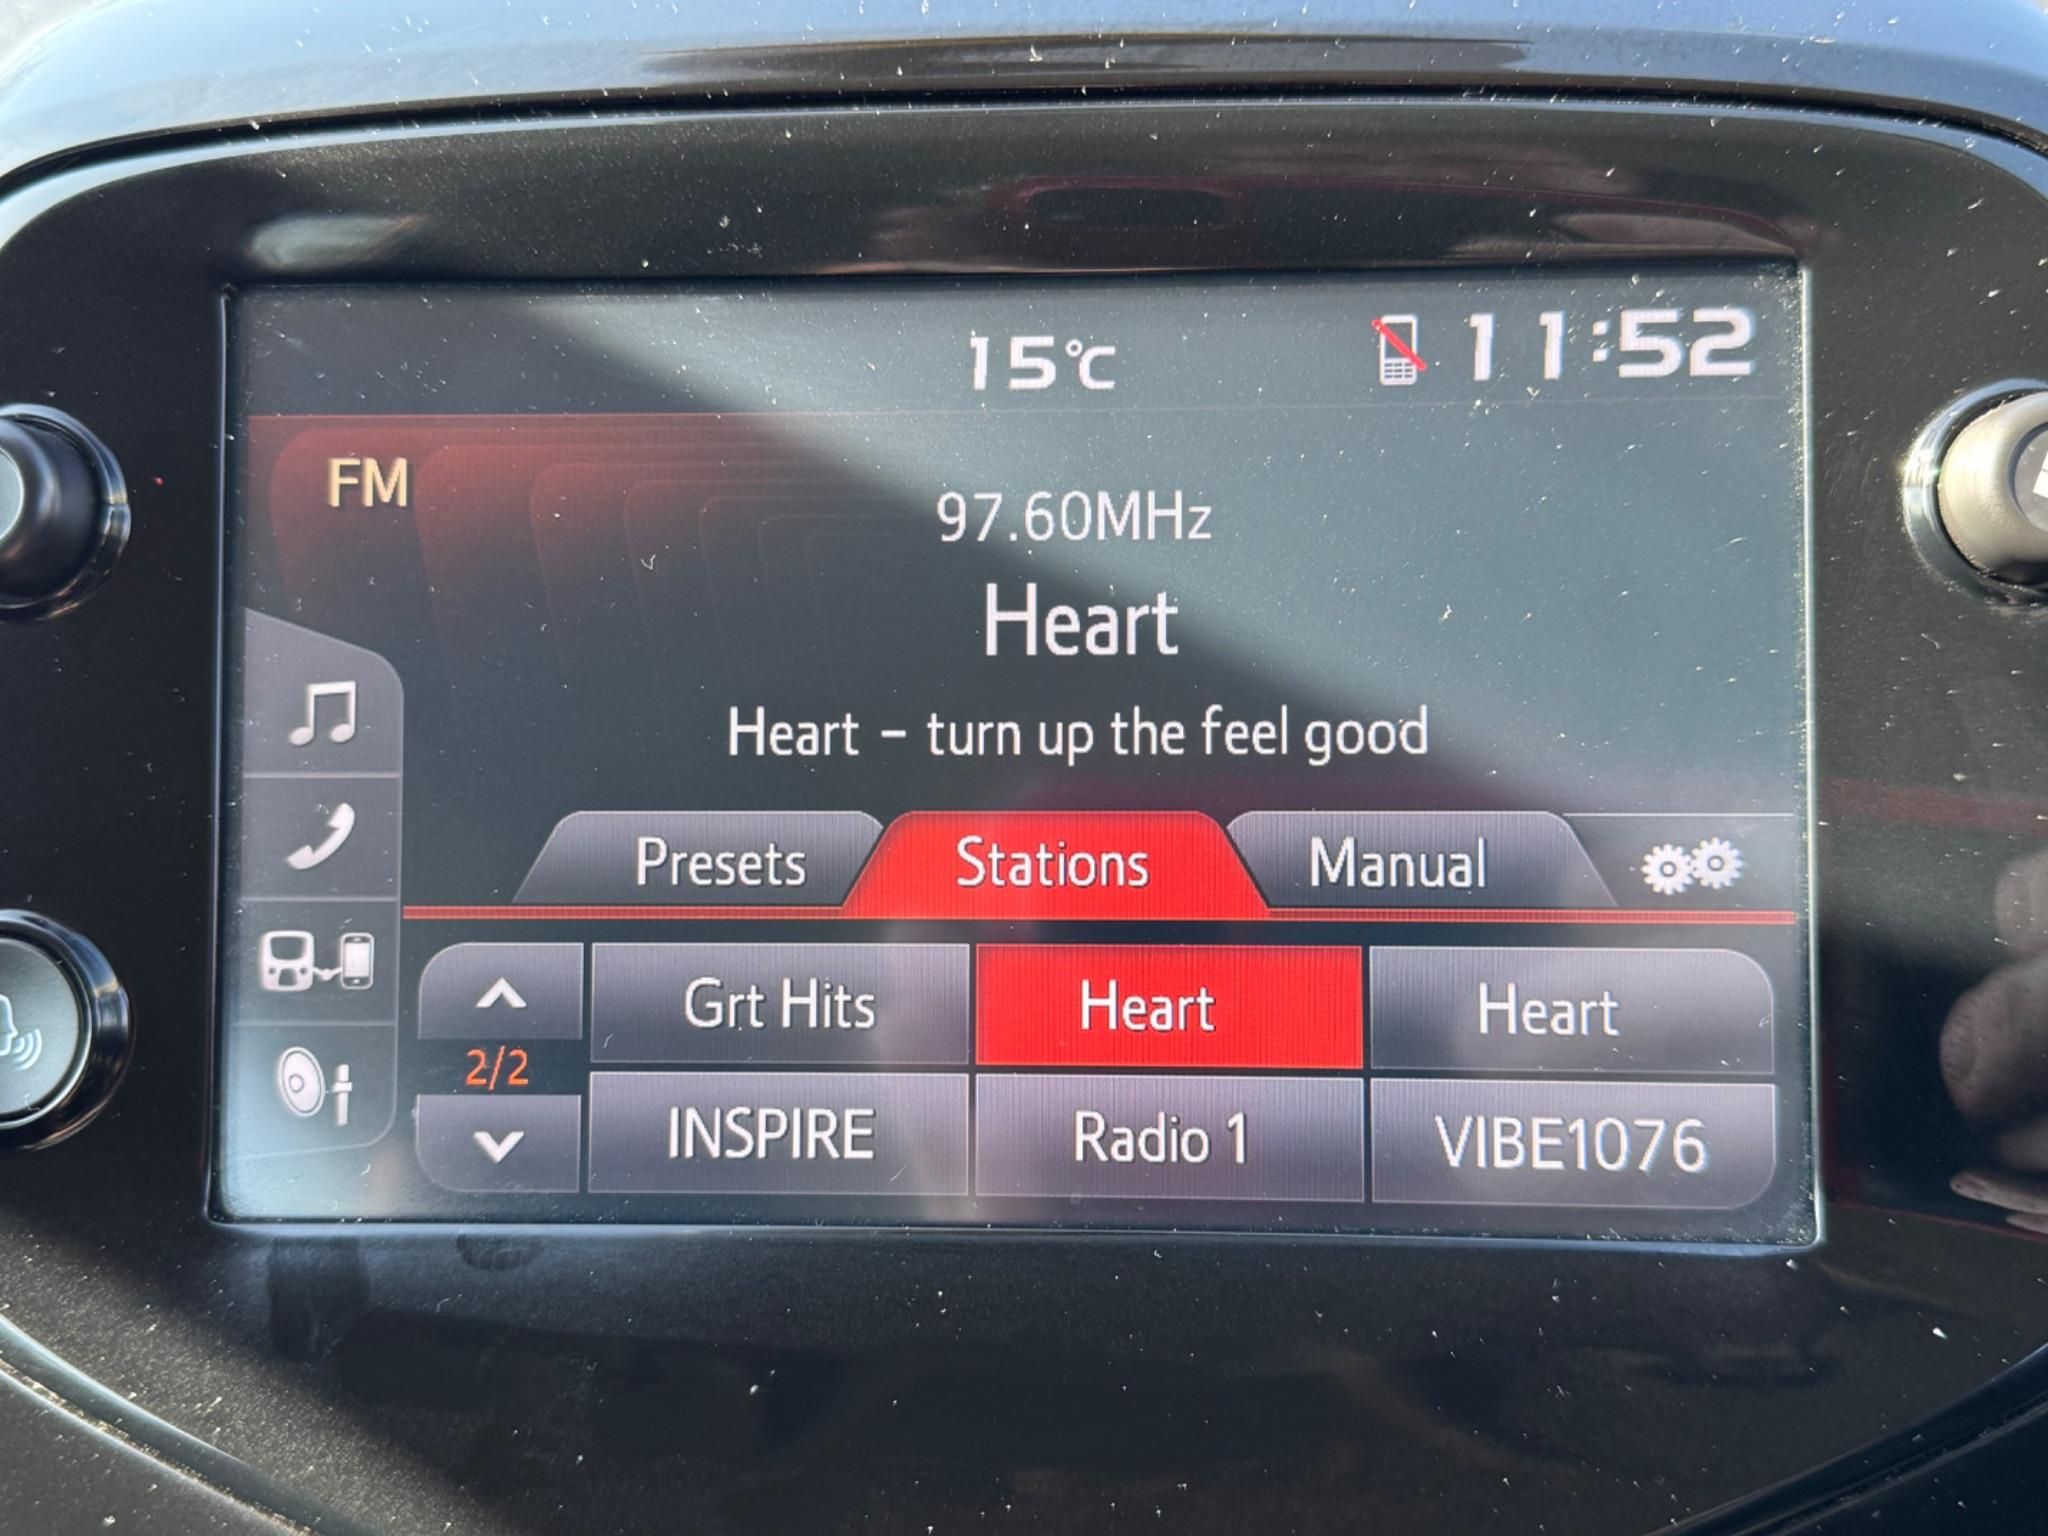 15°C
11:52
FM
97.60MHz
Heart
Heart - turn up the feel good
Presets
Stations
Manual
Grt Hits
Heart
Heart
2/2
INSPIRE
Radio 1
VIBE1076